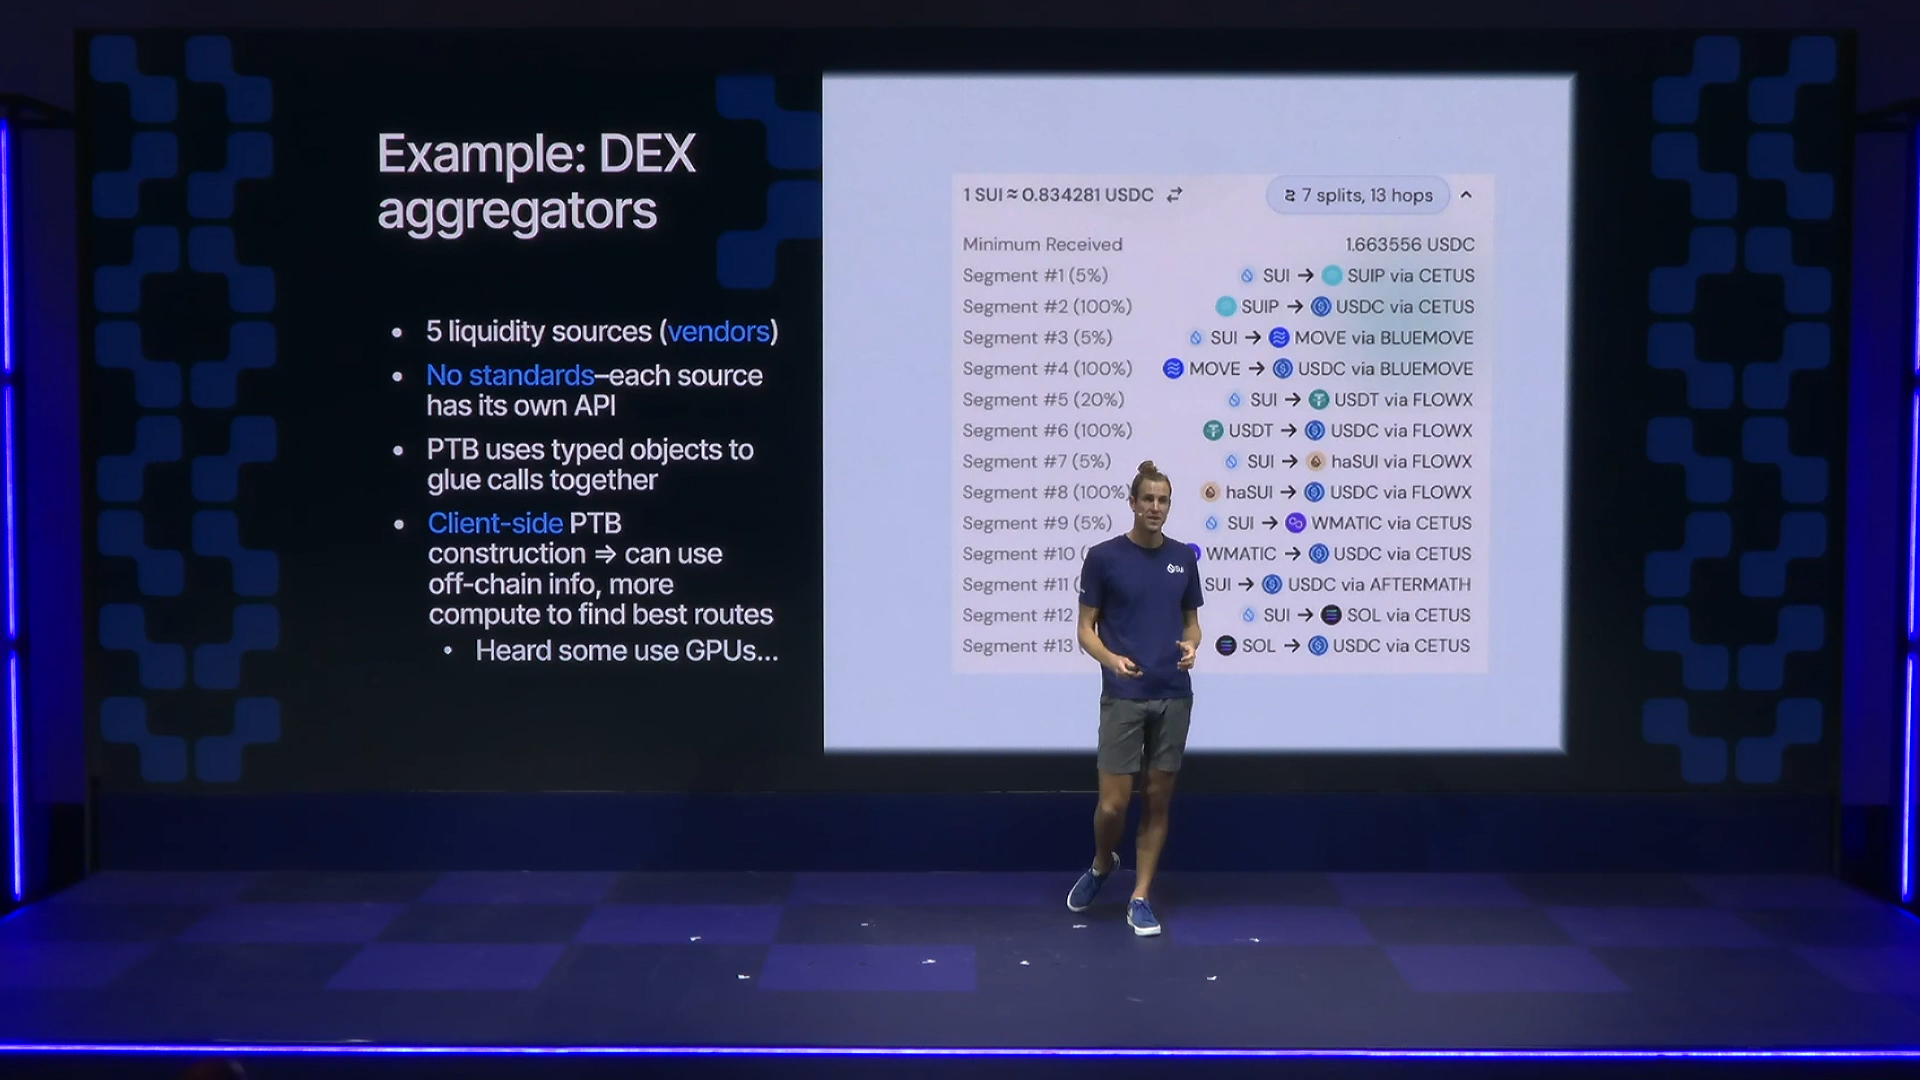 Example: DEX
aggregators
• 5 liquidity sources (vendors)
• No standards–each source
has its own API
• PTB uses typed objects to
glue calls together
• Client-side PTB
construction ⇒ can use
off-chain info, more
compute to find best routes
• Heard some use GPUs...
1 SUI ≈ 0.834281 USDC ⇄ 7 splits, 13 hops
Minimum Received 1.663556 USDC
Segment #1 (5%) SUI → SUIP via CETUS
Segment #2 (100%) SUIP → USDC via CETUS
Segment #3 (5%) SUI → MOVE via BLUEMOVE
Segment #4 (100%) MOVE → USDC via BLUEMOVE
Segment #5 (20%) SUI → USDT via FLOWX
Segment #6 (100%) USDT → USDC via FLOWX
Segment #7 (5%) SUI → haSUI via FLOWX
Segment #8 (100%) haSUI → USDC via FLOWX
Segment #9 (5%) SUI → WMATIC via CETUS
Segment #10 ( WMATIC → USDC via CETUS
Segment #11 ( SUI → USDC via AFTERMATH
Segment #12 SUI → SOL via CETUS
Segment #13 ( SOL → USDC via CETUS